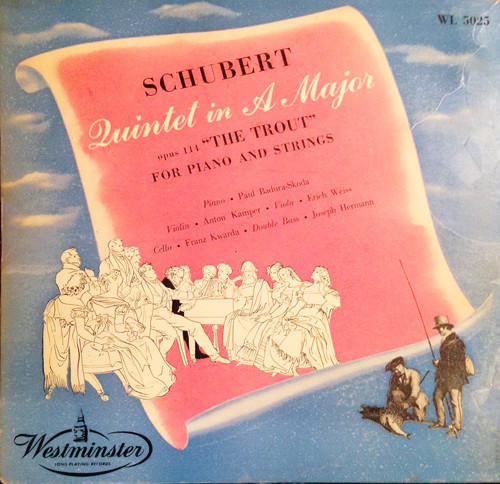 WL 5025
SCHUBERT
Quintet in A Major
opus 114 "THE TROUT"
FOR PIANO AND STRINGS
Piano • Paul Badura-Skoda
Violin • Anton Kamper • Viola • Erich Weiss
Cello • Franz Kwarda • Double Bass • Joseph Hermann
Westminster
LONG PLAYING RECORDS